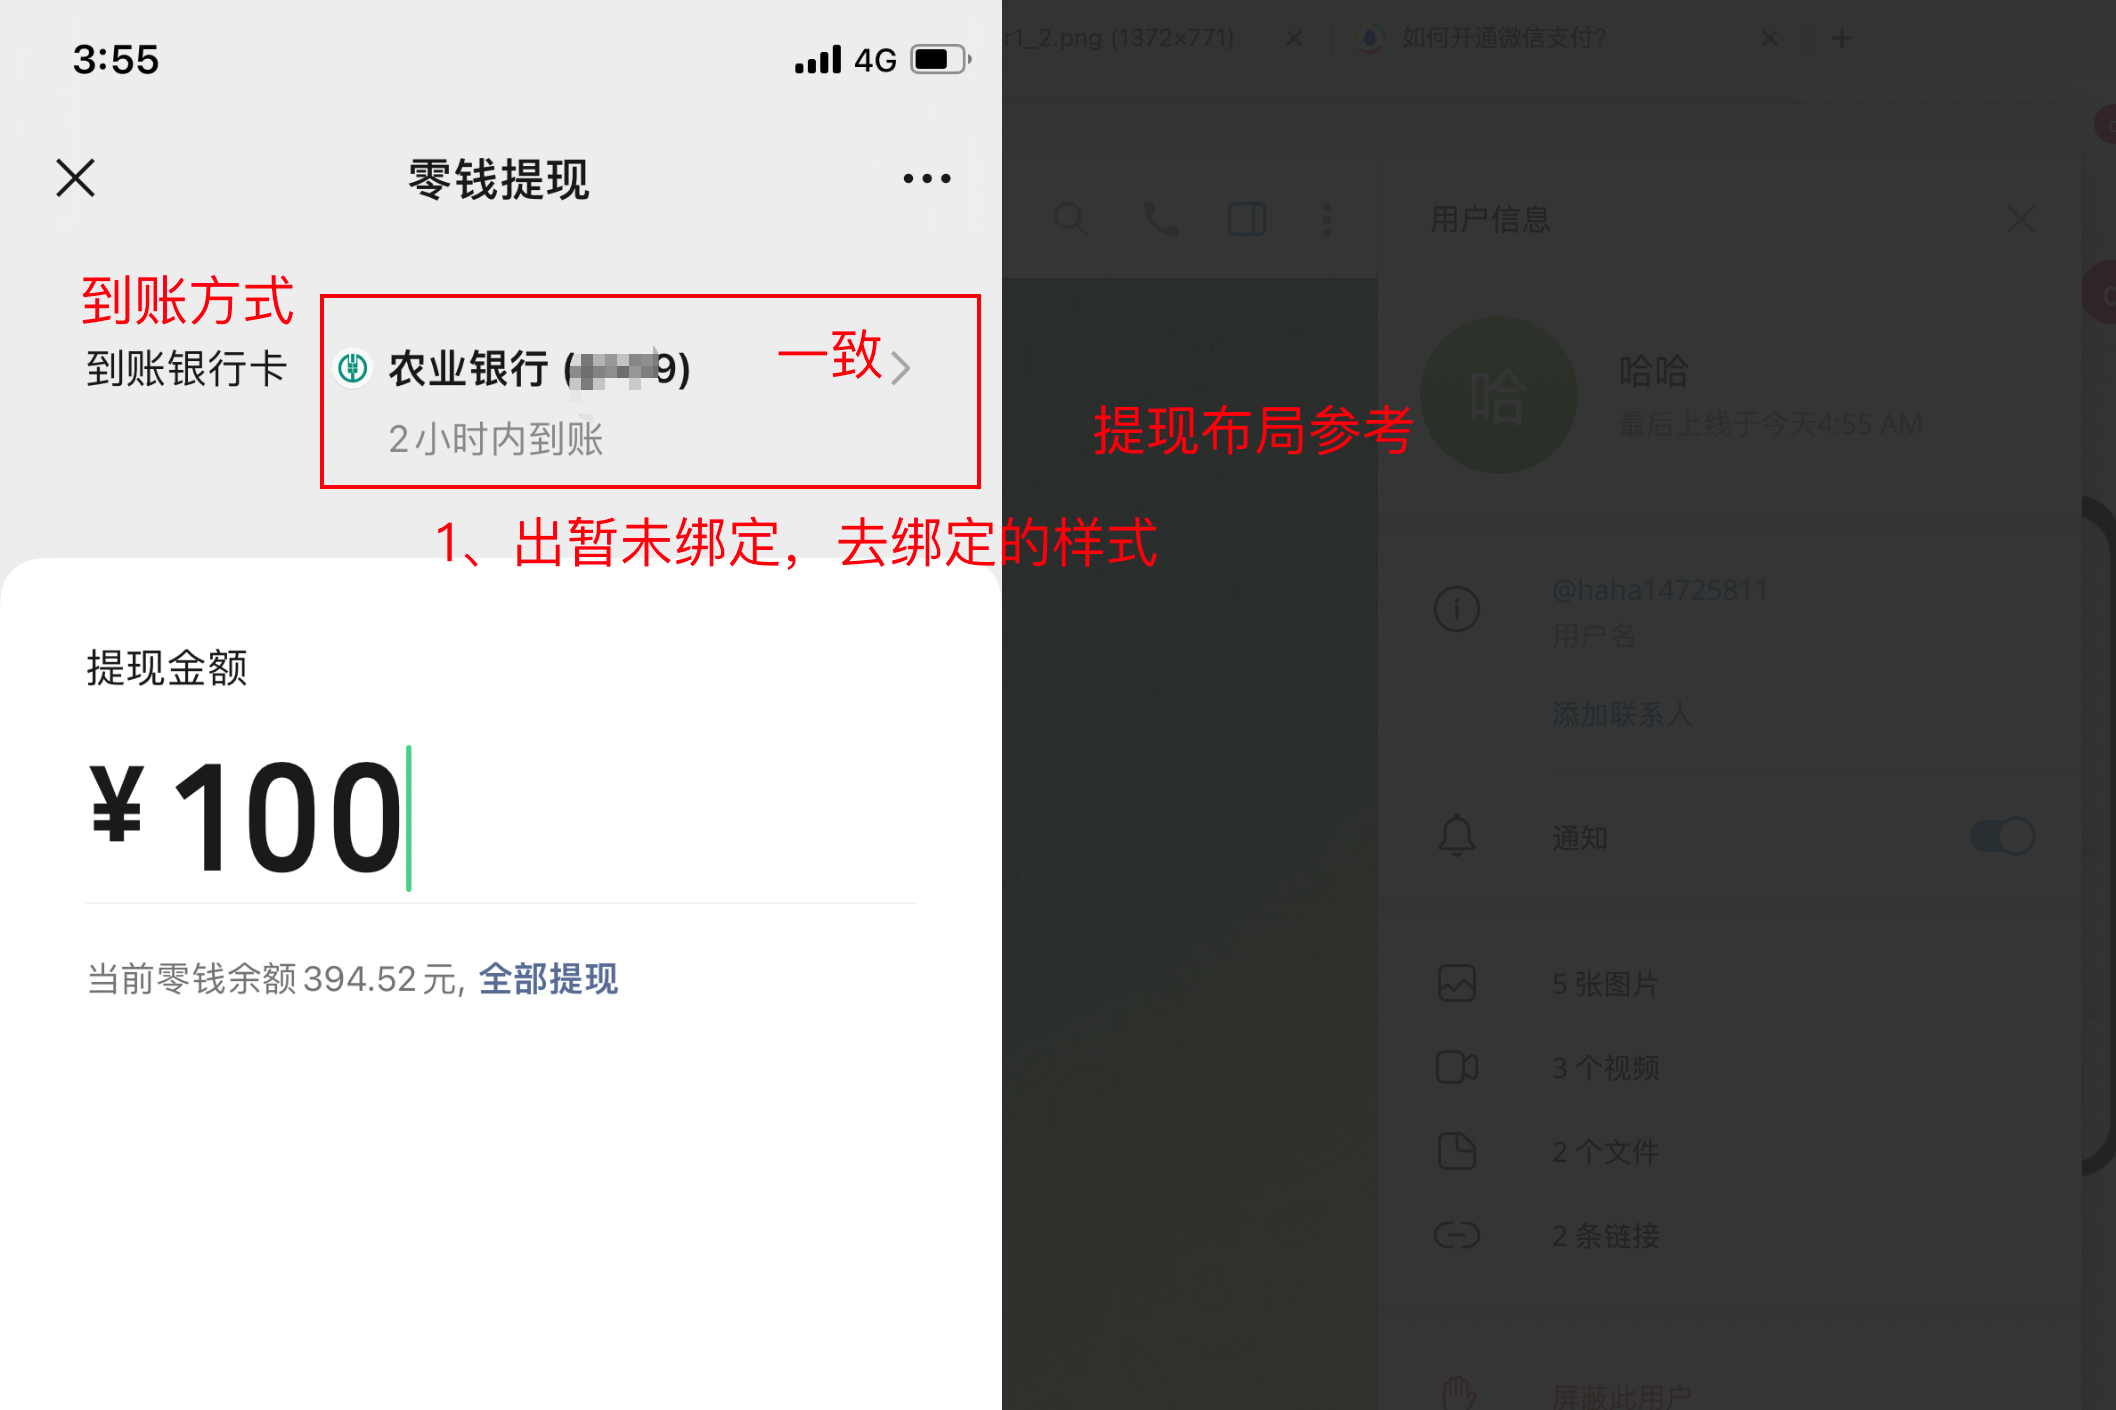 3:55
4G
r1_2.png (1372×771)
如何开通微信支付?
零钱提现
用户信息
到账方式
到账银行卡
农业银行 (
9)
一致
2小时内到账
提现布局参考
哈
哈哈
最后上线于今天4:55 AM
1、出暂未绑定，去绑定的样式
@haha14725811
用户名
添加联系人
提现金额
¥100
通知
当前零钱余额394.52元, 全部提现
5 张图片
3 个视频
2 个文件
2 条链接
屏蔽此用户